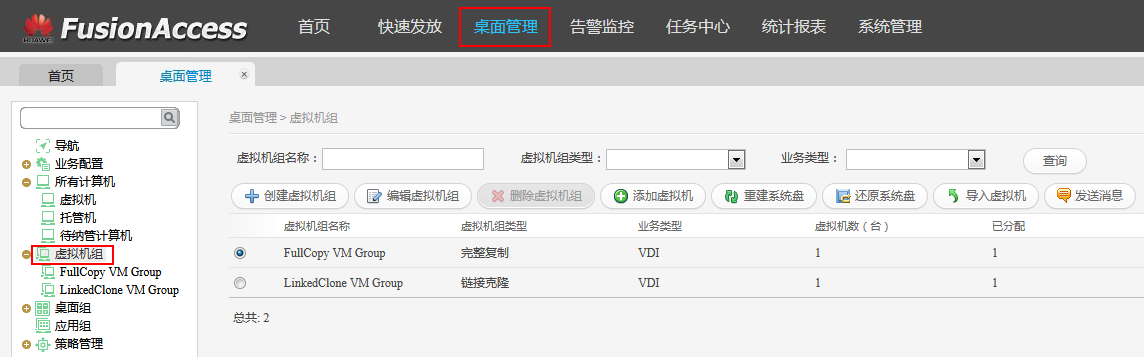 HUAWEI FusionAccess 首页 快速发放 桌面管理 告警监控 任务中心 统计报表 系统管理
首页 桌面管理 ×
导航
业务配置
所有计算机
虚拟机
托管机
待纳管计算机
虚拟机组
FullCopy VM Group
LinkedClone VM Group
桌面组
应用组
策略管理
桌面管理 > 虚拟机组
虚拟机组名称： 虚拟机组类型： 业务类型： 查询
创建虚拟机组 编辑虚拟机组 删除虚拟机组 添加虚拟机 重建系统盘 还原系统盘 导入虚拟机 发送消息
虚拟机组名称 虚拟机组类型 业务类型 虚拟机数（台） 已分配
FullCopy VM Group 完整复制 VDI 1 1
LinkedClone VM Group 链接克隆 VDI 1 1
总共: 2